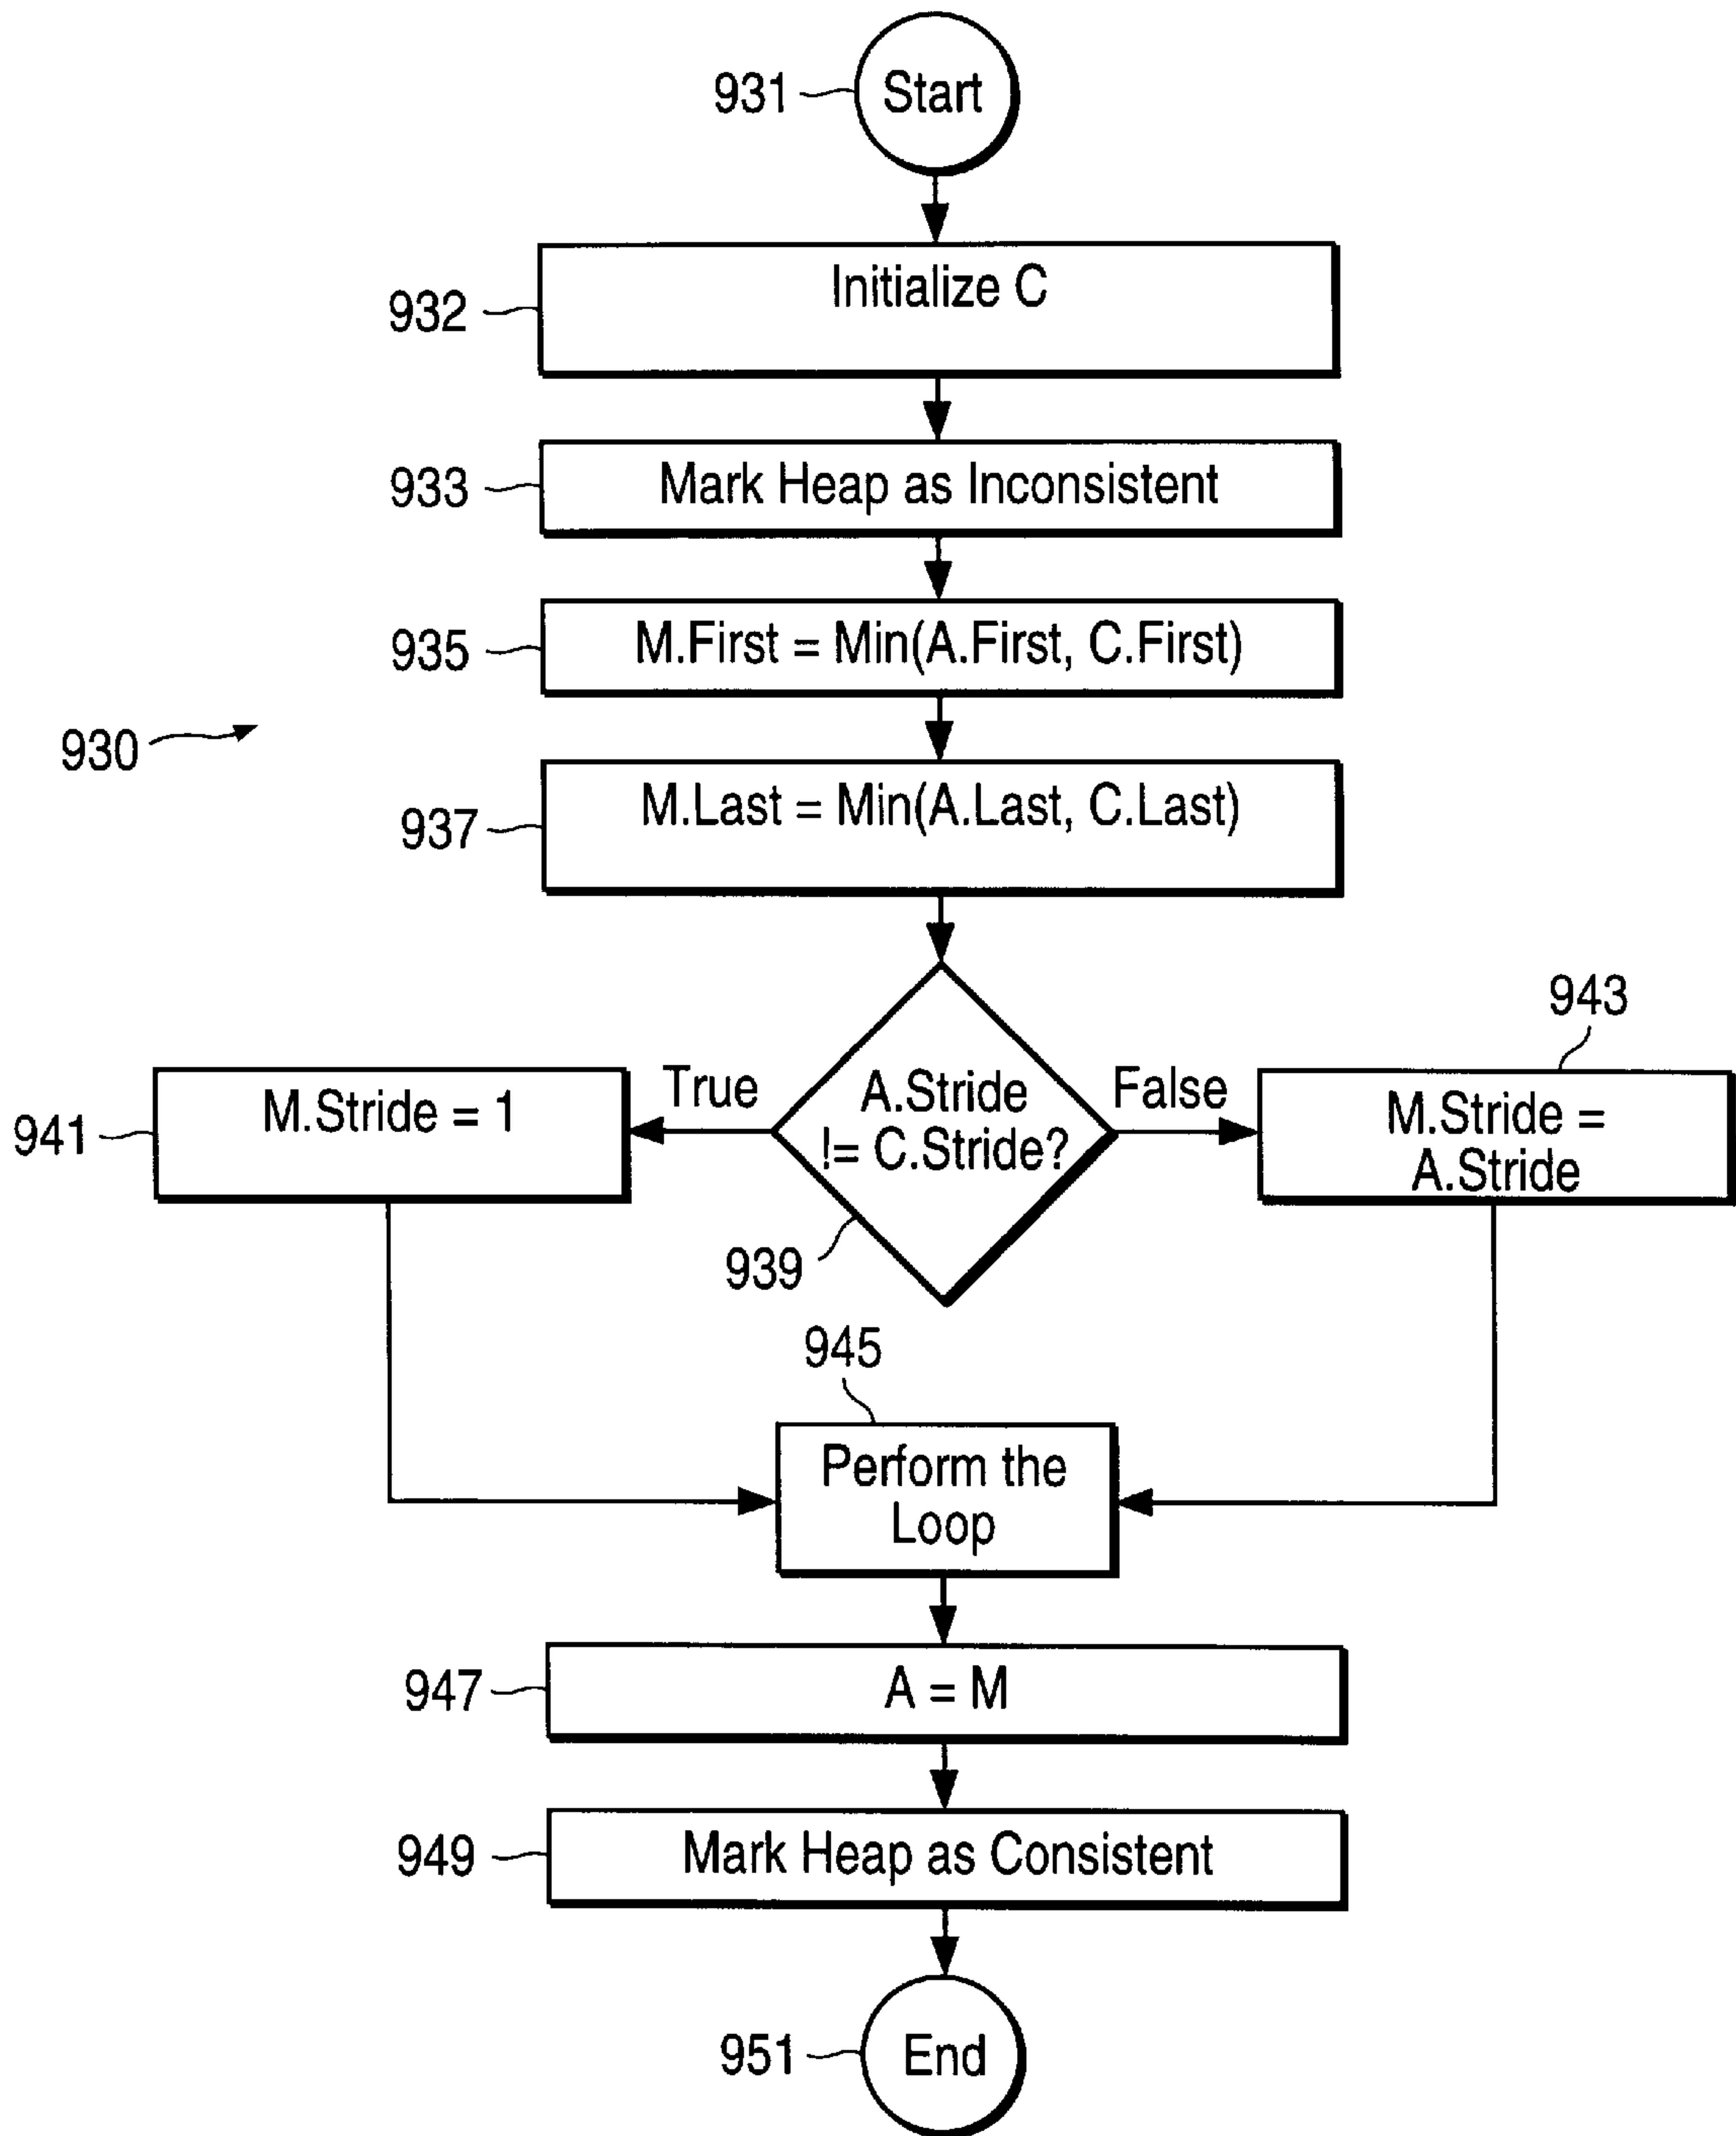 931
Start
932
Initialize C
933
Mark Heap as Inconsistent
935
M.First = Min(A.First, C.First)
930
937
M.Last = Min(A.Last, C.Last)
943
941
M.Stride = 1
True
A.Stride
!= C.Stride?
False
M.Stride =
A.Stride
939
945
Perform the
Loop
947
A = M
949
Mark Heap as Consistent
951
End